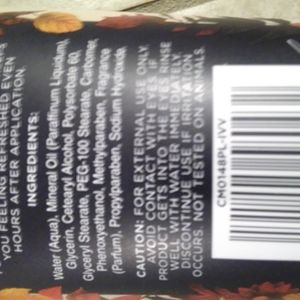 YOU FEELING REFRESHED EVEN
HOURS AFTER APPLICATION.
INGREDIENTS:
Water (Aqua), Mineral Oil (Paraffinum Liquidum),
Glycerin, Cetearyl Alcohol, Polysorbate 60,
Glyceryl Stearate, PEG-100 Stearate, Carbomer,
Phenoxyethanol, Methylparaben, Fragrance
(Parfum), Propylparaben, Sodium Hydroxide.
CAUTION: FOR EXTERNAL USE ONLY.
AVOID CONTACT WITH EYES. IF
PRODUCT GETS INTO THE EYES RINSE
WELL WITH WATER IMMEDIATELY.
DISCONTINUE USE IF IRRITATION
OCCURS. NOT TESTED ON ANIMALS.
CM0148PL-IVV